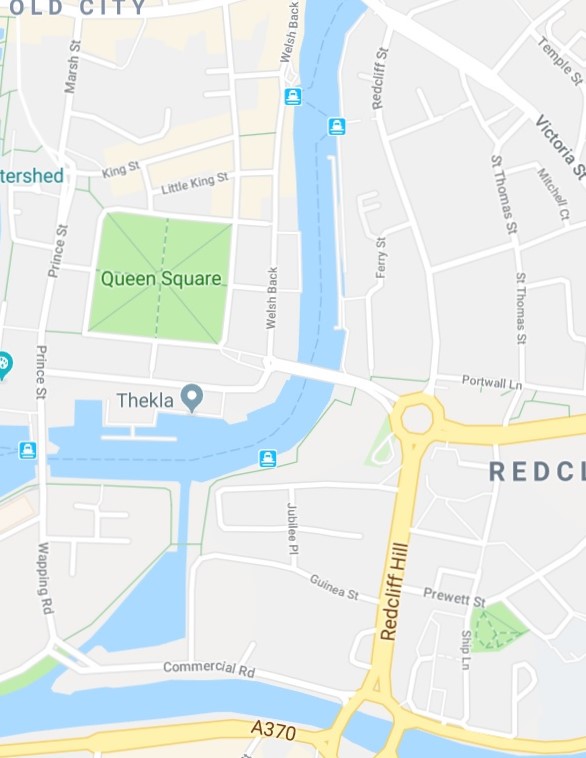 OLD CITY
Welsh Back
Marsh St
Redcliff St
Temple St
Victoria St
King St
tershed
Little King St
St Thomas St
Mitchell Ct
Prince St
Queen Square
Ferry St
Welsh Back
St Thomas St
Prince St
Portwall Ln
Thekla
REDCL
Jubilee Pl
Redcliff Hill
Wapping Rd
Guinea St
Prewett St
Ship Ln
Commercial Rd
A370